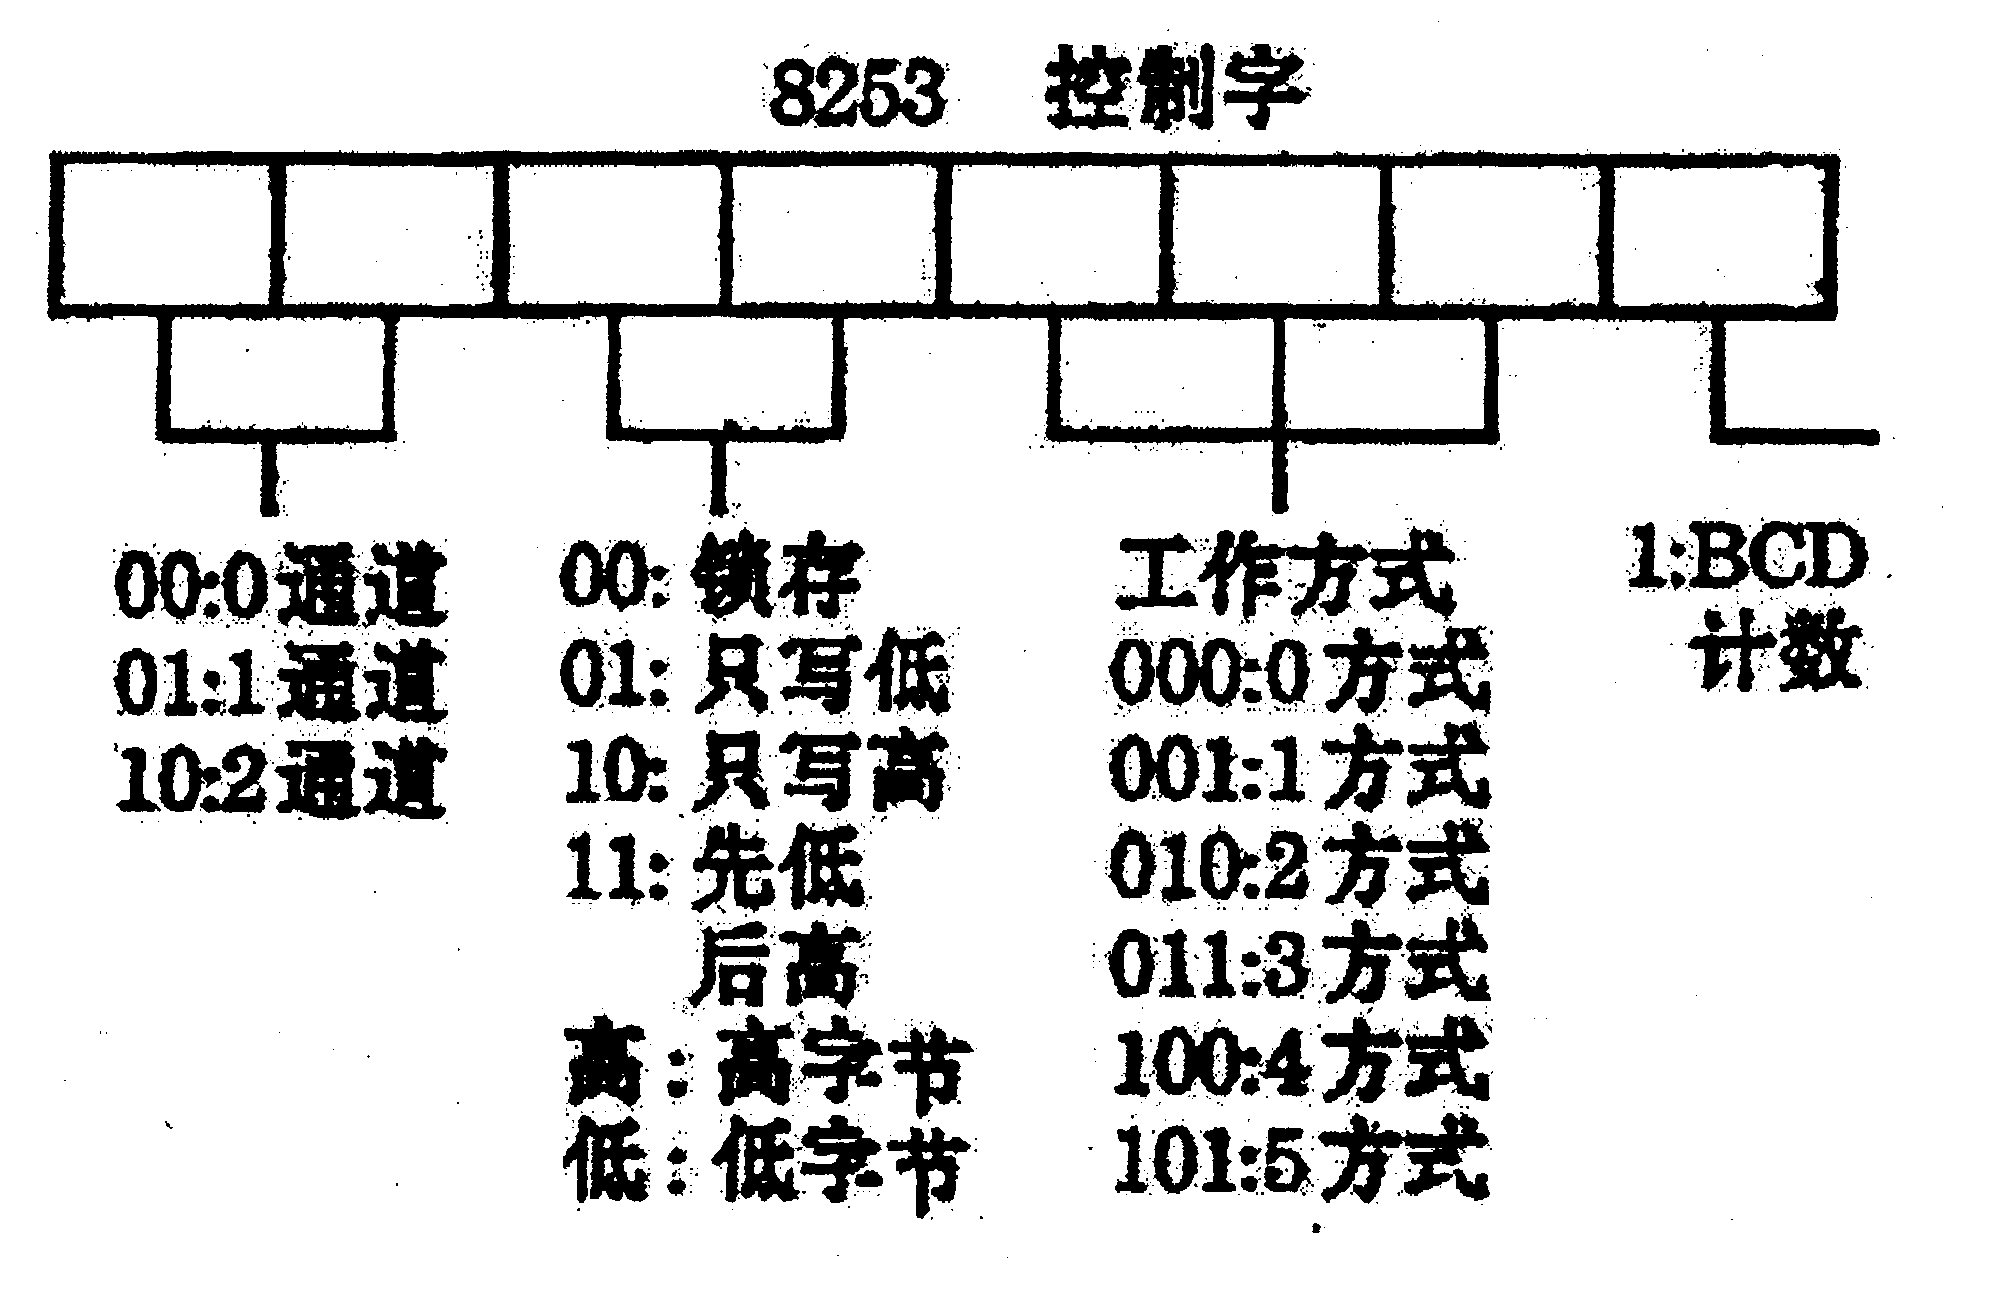 8253 控制字
00:0通道
01:1通道
10:2通道
00: 锁存
01: 只写低
10: 只写高
11: 先低
后高
高: 高字节
低: 低字节
工作方式
000:0方式
001:1方式
010:2方式
011:3方式
100:4方式
101:5方式
1:BCD
计数